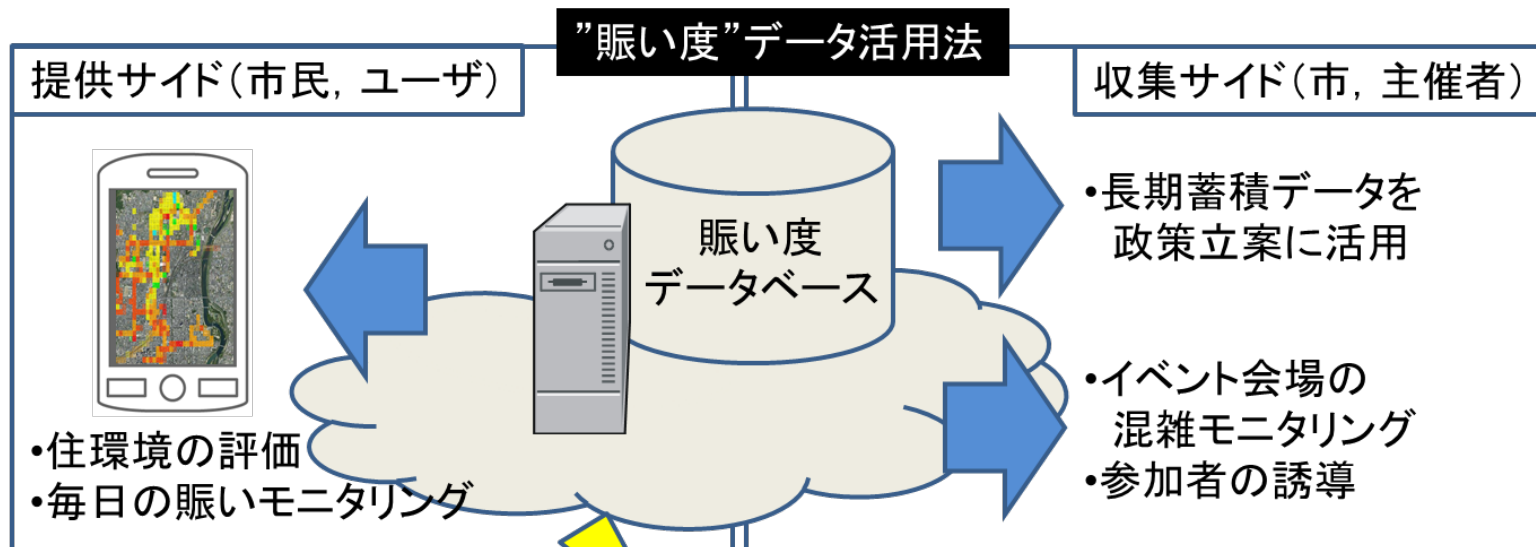 ”賑い度”データ活用法
提供サイド（市民，ユーザ）
収集サイド（市，主催者）
賑い度
データベース
•長期蓄積データを
政策立案に活用
•イベント会場の
混雑モニタリング
•参加者の誘導
•住環境の評価
•毎日の賑いモニタリング